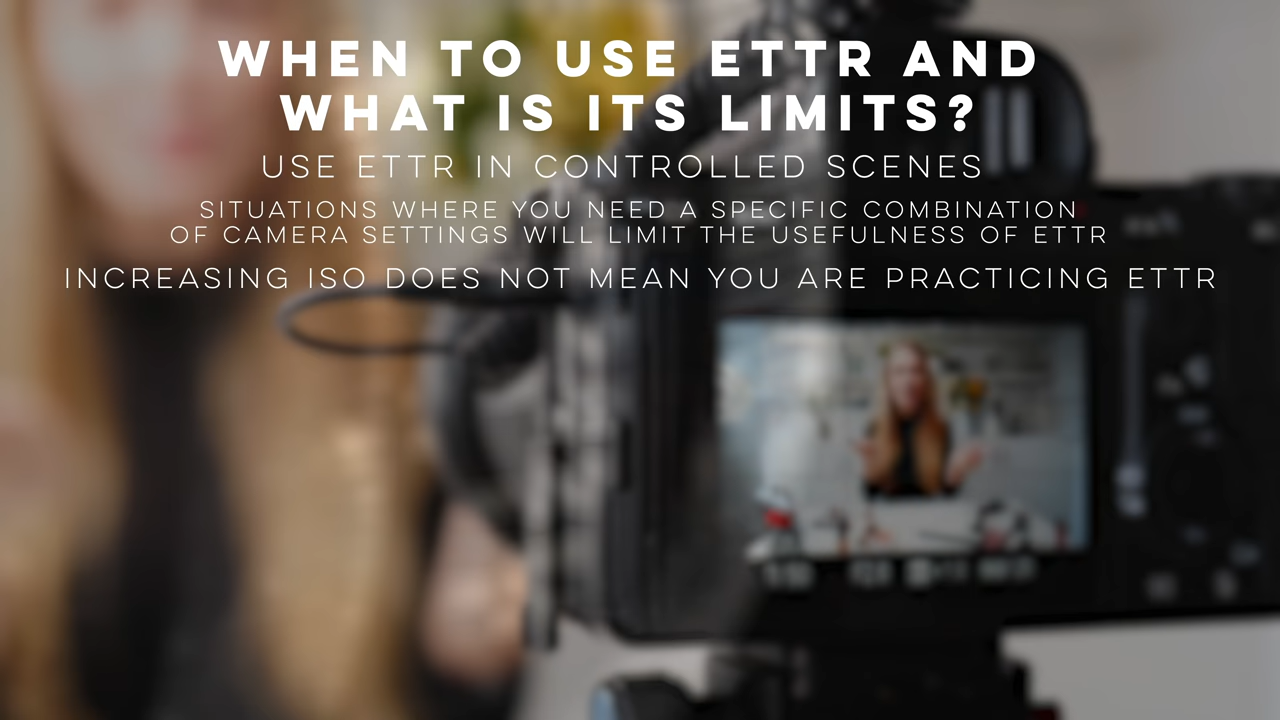 WHEN TO USE ETTR AND
WHAT IS ITS LIMITS?
USE ETTR IN CONTROLLED SCENES
SITUATIONS WHERE YOU NEED A SPECIFIC COMBINATION
OF CAMERA SETTINGS WILL LIMIT THE USEFULNESS OF ETTR
INCREASING ISO DOES NOT MEAN YOU ARE PRACTICING ETTR